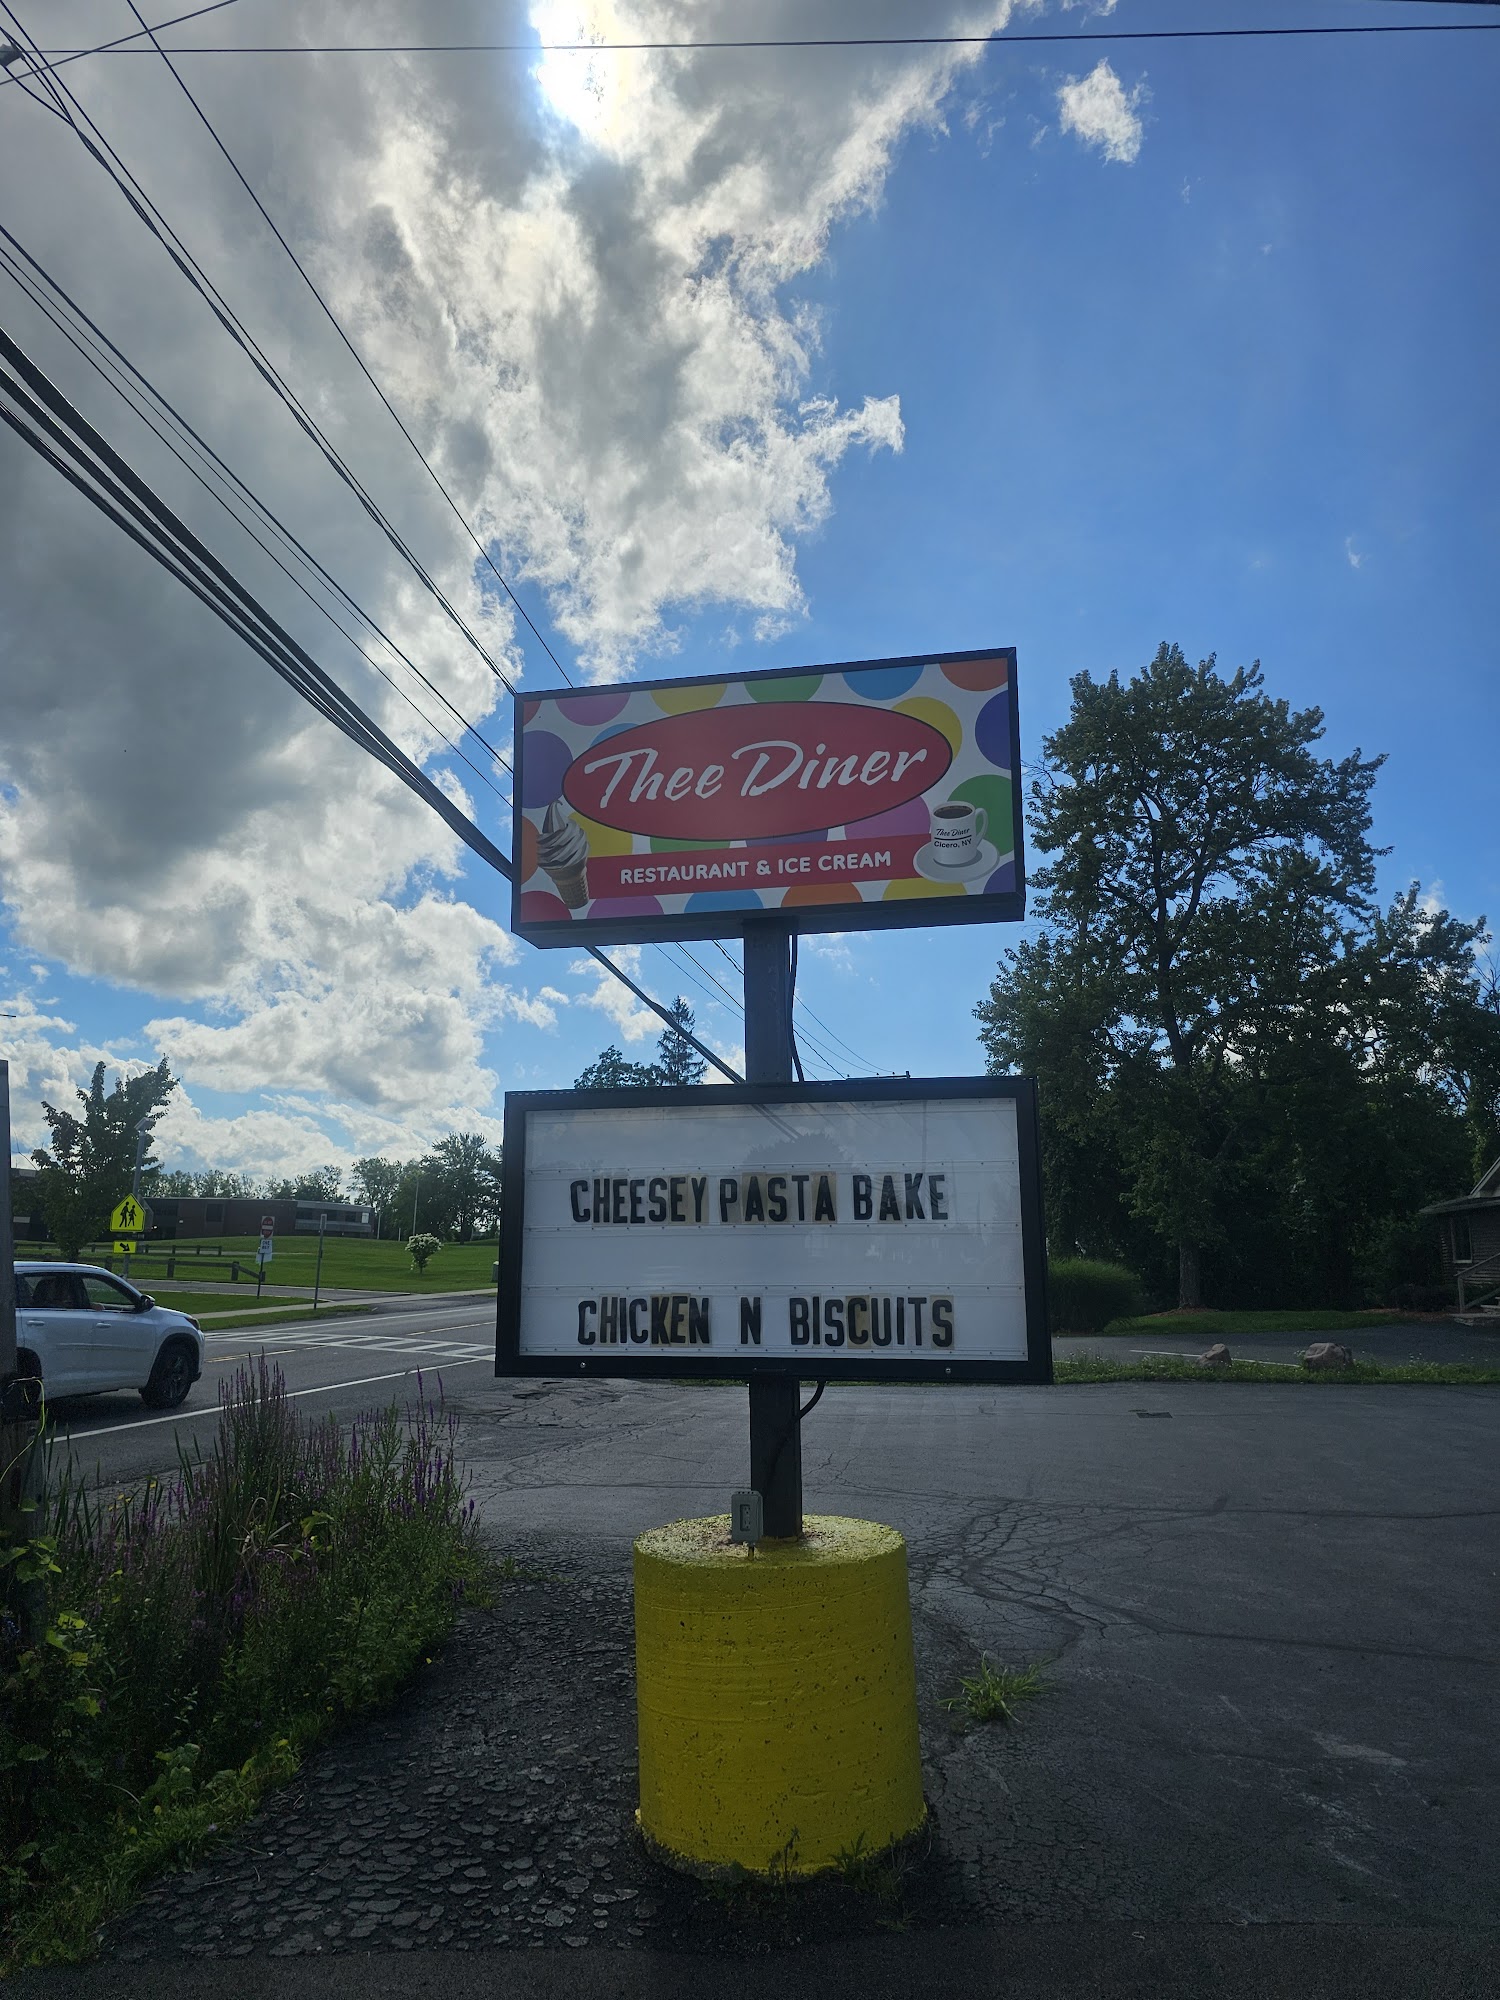 Thee Diner
RESTAURANT & ICE CREAM
Thee Diner
Cicero, NY
CHEESEY PASTA BAKE
CHICKEN N BISCUITS